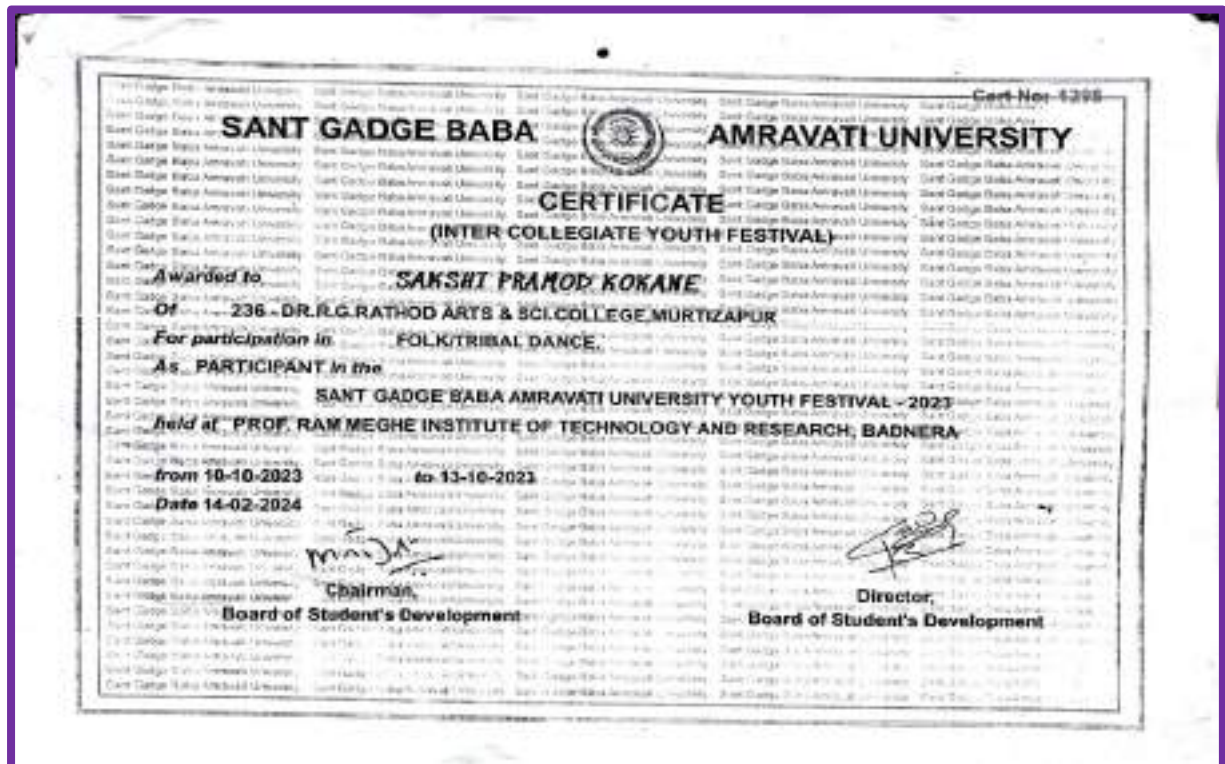 Cert No: 1398
SANT GADGE BABA AMRAVATI UNIVERSITY
CERTIFICATE
(INTER COLLEGIATE YOUTH FESTIVAL)
Awarded to SAKSHI PRAMOD KOKANE
Of 236 - DR.R.G.RATHOD ARTS & SCI.COLLEGE,MURTIZAPUR
For participation in FOLK/TRIBAL DANCE,
As PARTICIPANT in the
SANT GADGE BABA AMRAVATI UNIVERSITY YOUTH FESTIVAL - 2023
held at PROF. RAM MEGHE INSTITUTE OF TECHNOLOGY AND RESEARCH, BADNERA
from 10-10-2023 to 13-10-2023
Date 14-02-2024
Chairman, Director,
Board of Student's Development Board of Student's Development